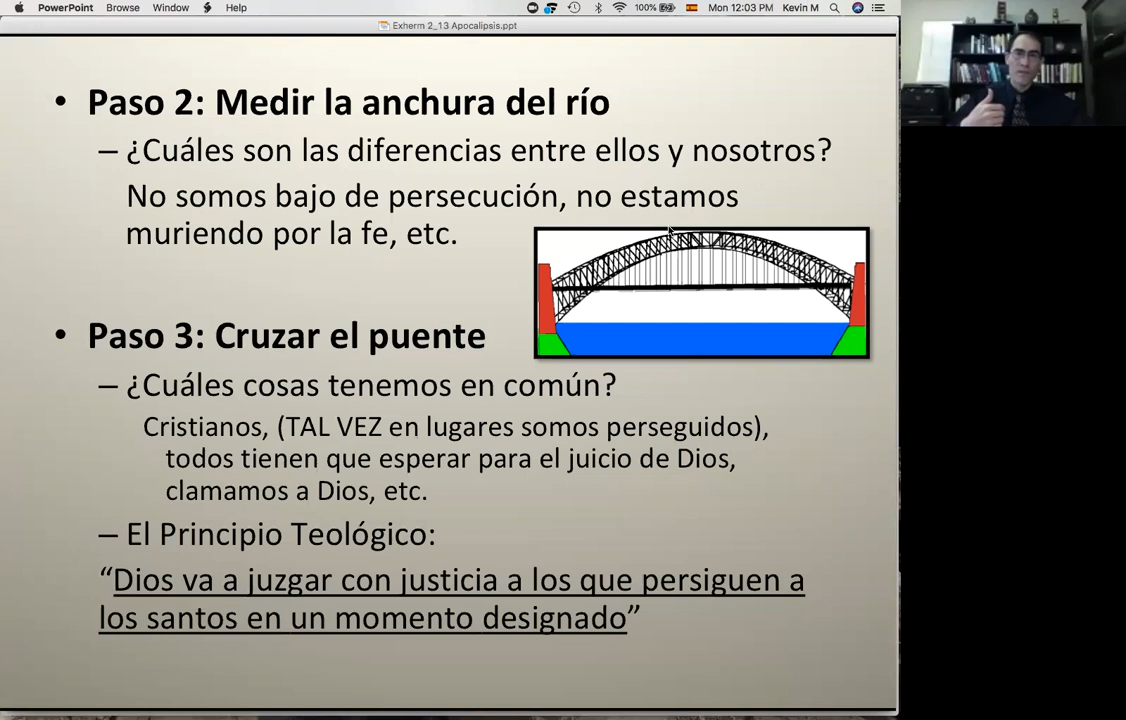 PowerPoint Browse Window Help 100% Mon 12:03 PM Kevin M
Exherm 2_13 Apocalipsis.ppt
• Paso 2: Medir la anchura del río
– ¿Cuáles son las diferencias entre ellos y nosotros?
No somos bajo de persecución, no estamos
muriendo por la fe, etc.
• Paso 3: Cruzar el puente
– ¿Cuáles cosas tenemos en común?
Cristianos, (TAL VEZ en lugares somos perseguidos),
todos tienen que esperar para el juicio de Dios,
clamamos a Dios, etc.
– El Principio Teológico:
“Dios va a juzgar con justicia a los que persiguen a
los santos en un momento designado”